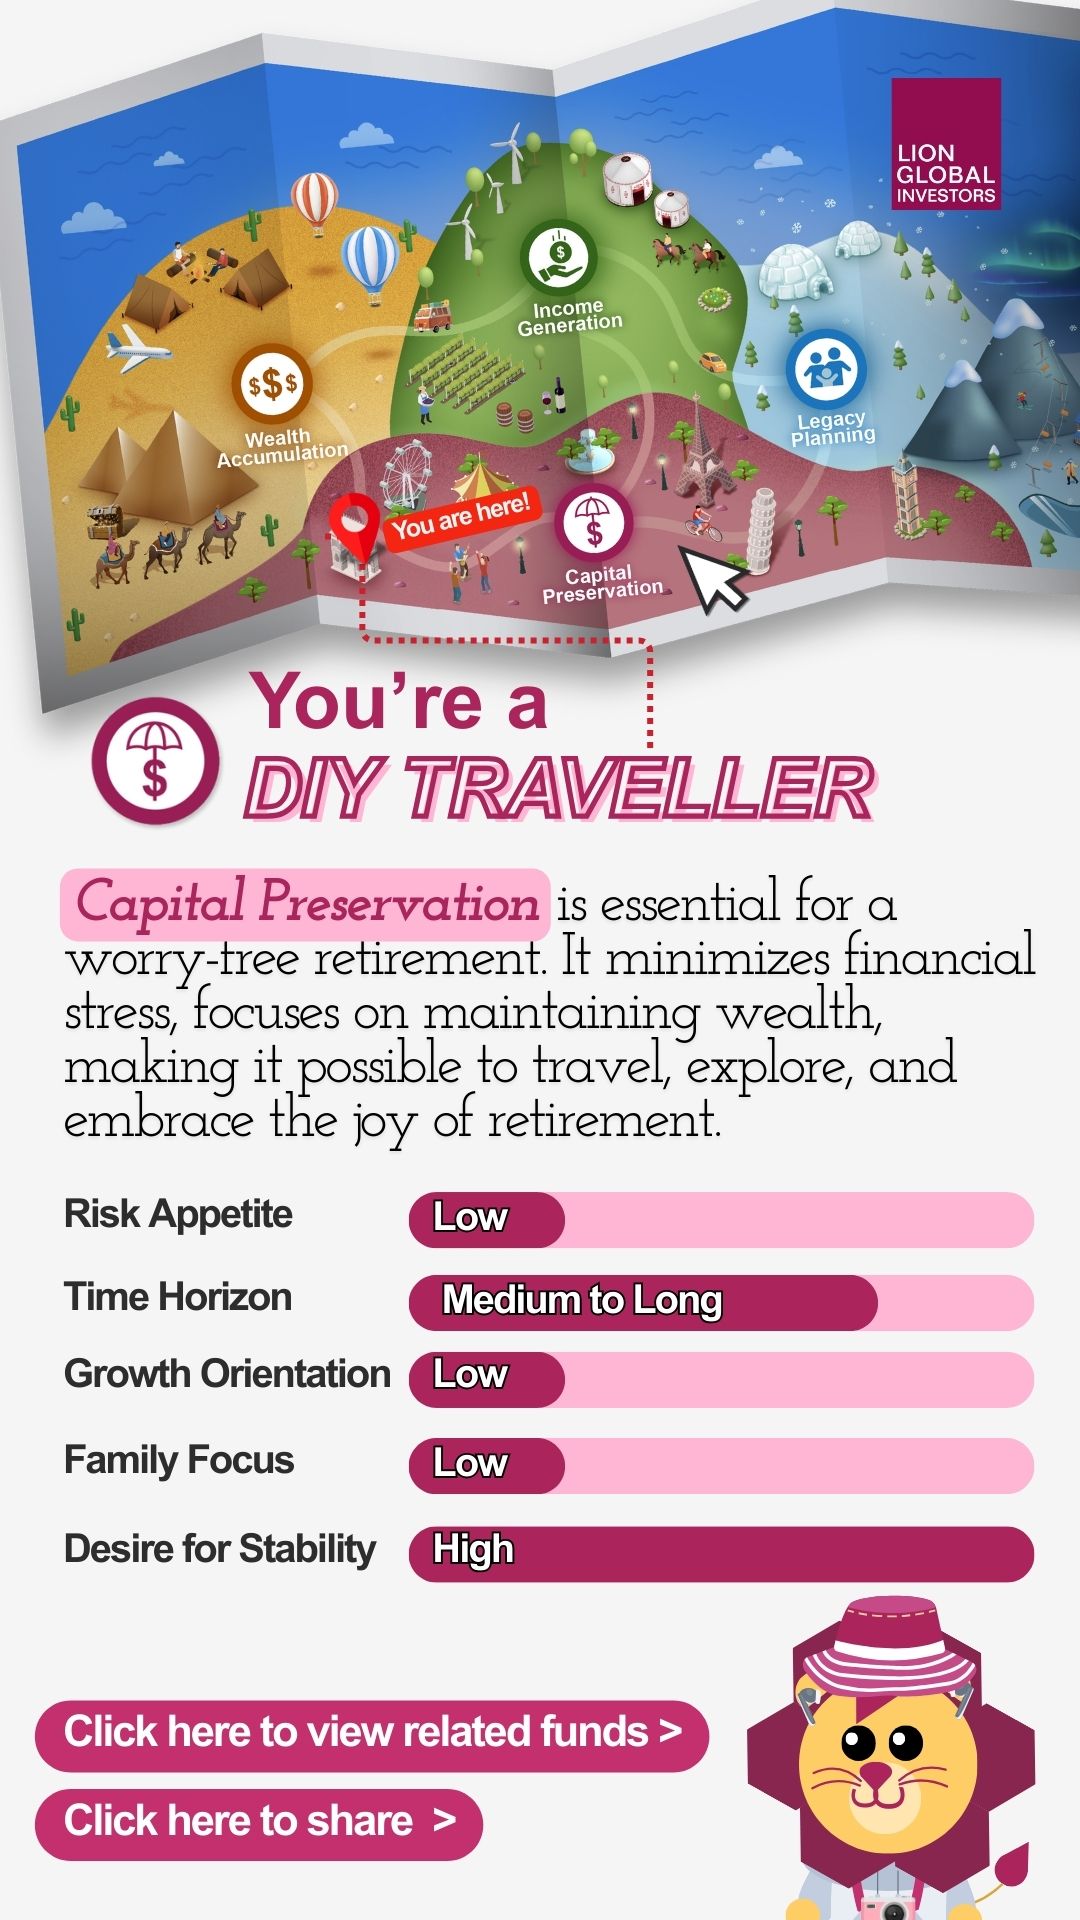 LION
GLOBAL
INVESTORS
Income
Generation
Wealth
Accumulation
Legacy
Planning
You are here!
Capital
Preservation
You're a
DIY TRAVELLER
Capital Preservation is essential for a
worry-free retirement. It minimizes financial
stress, focuses on maintaining wealth,
making it possible to travel, explore, and
embrace the joy of retirement.
Risk Appetite Low
Time Horizon Medium to Long
Growth Orientation Low
Family Focus Low
Desire for Stability High
Click here to view related funds >
Click here to share >